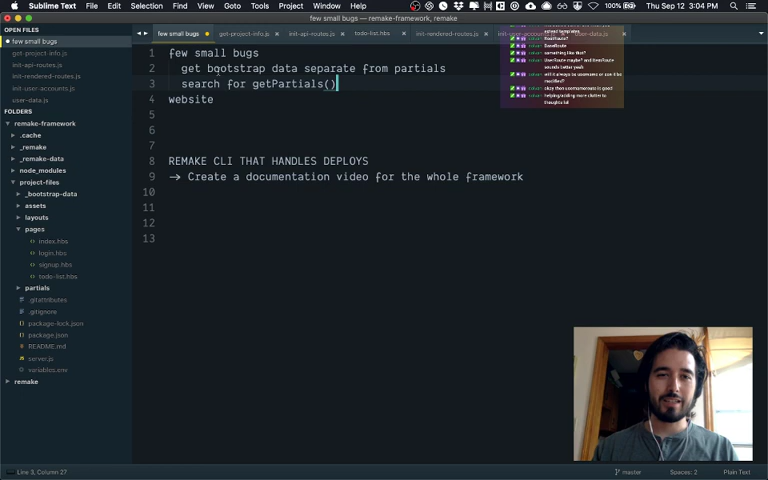 Sublime Text File Edit Selection Find View Goto Tools Project Window Help 100% Thu Sep 12 3:04 PM
few small bugs — remake-framework, remake
OPEN FILES
few small bugs
get-project-info.js
init-api-routes.js
init-rendered-routes.js
init-user-accounts.js
user-data.js
FOLDERS
remake-framework
.cache
_remake
_remake-data
node_modules
project-files
_bootstrap-data
assets
layouts
pages
index.hbs
login.hbs
signup.hbs
todo-list.hbs
partials
.gitattributes
.gitignore
package-lock.json
package.json
README.md
server.js
variables.env
remake
few small bugs
get-project-info.js
init-api-routes.js
todo-list.hbs
init-rendered-routes.js
init-user-accounts.js
user-data.js
1 few small bugs
2 get bootstrap data separate from partials
3 search for getPartials()
4 website
5
6
7
8 REMAKE CLI THAT HANDLES DEPLOYS
9 -> Create a documentation video for the whole framework
10
11
12
13
Line 3, Column 27
master
Spaces: 2
Plain Text